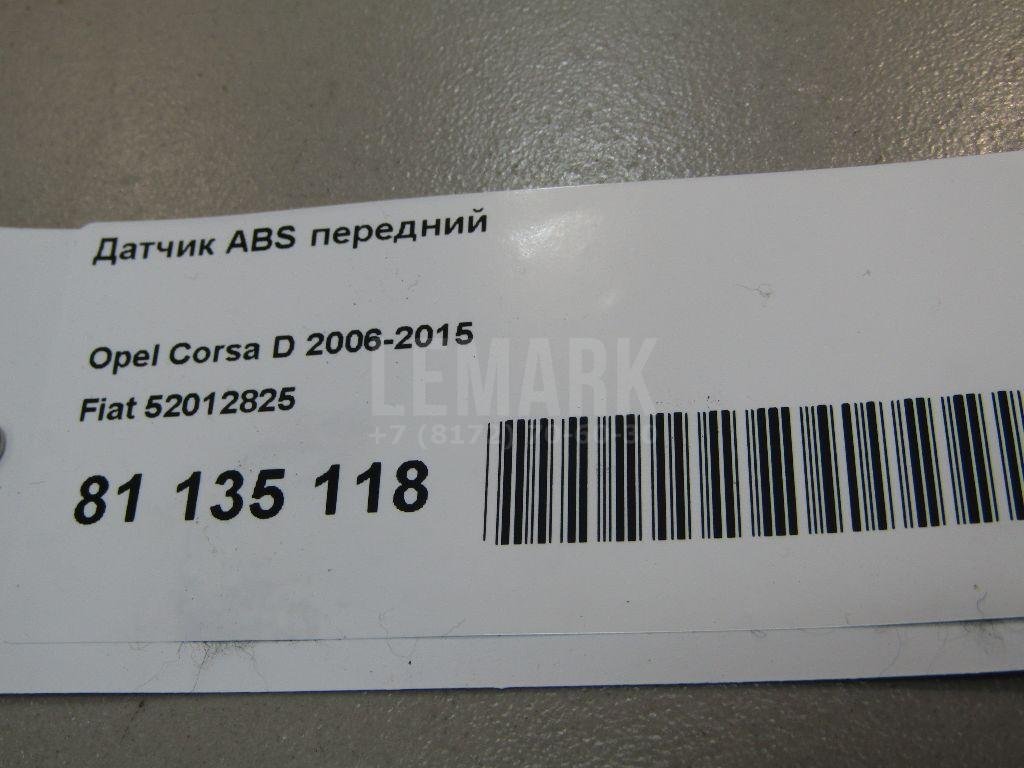 Датчик ABS передний
Opel Corsa D 2006-2015
Fiat 52012825
81 135 118
LEMARK